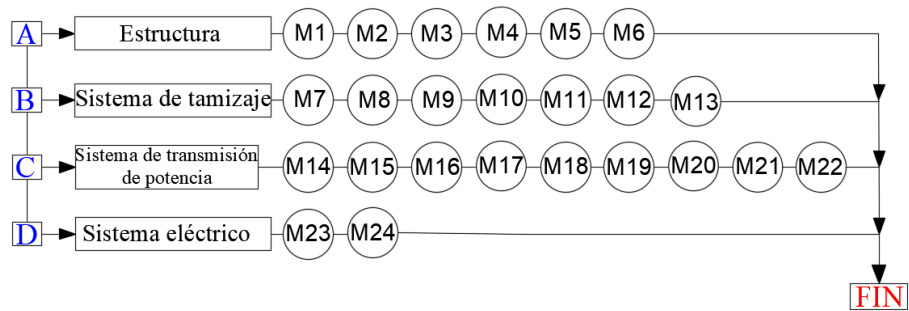 A Estructura M1 M2 M3 M4 M5 M6
B Sistema de tamizaje M7 M8 M9 M10 M11 M12 M13
C Sistema de transmisión
de potencia M14 M15 M16 M17 M18 M19 M20 M21 M22
D Sistema eléctrico M23 M24
FIN